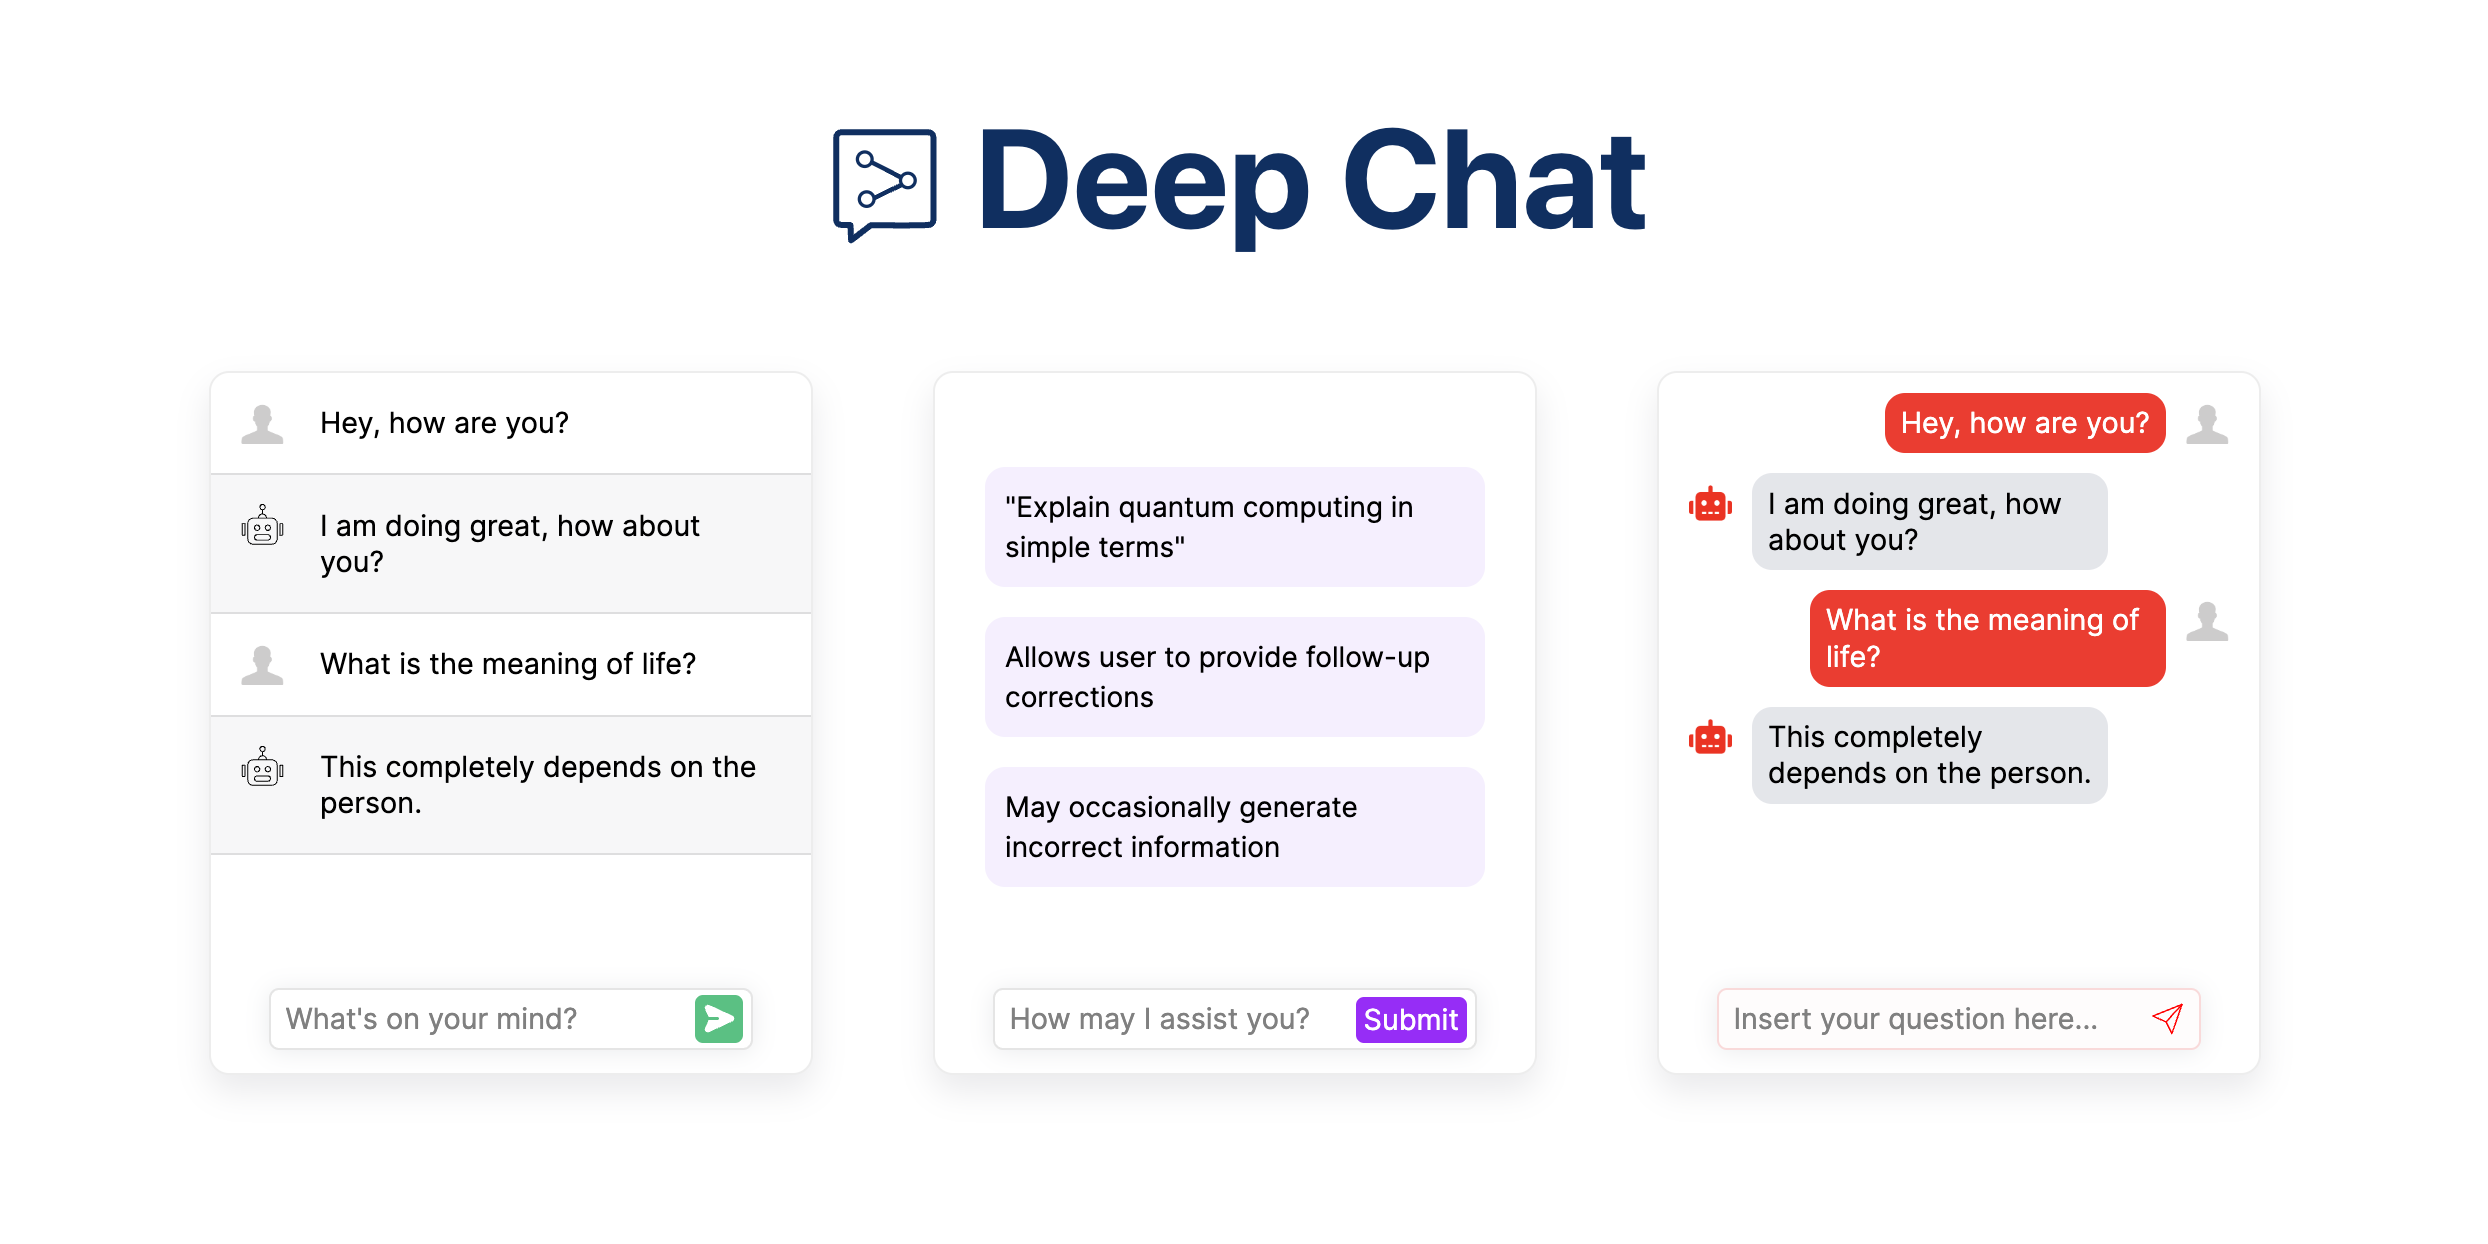 Deep Chat
Hey, how are you?
I am doing great, how about
you?
What is the meaning of life?
This completely depends on the
person.
What's on your mind?
"Explain quantum computing in
simple terms"
Allows user to provide follow-up
corrections
May occasionally generate
incorrect information
How may I assist you?
Submit
Hey, how are you?
I am doing great, how
about you?
What is the meaning of
life?
This completely
depends on the person.
Insert your question here...